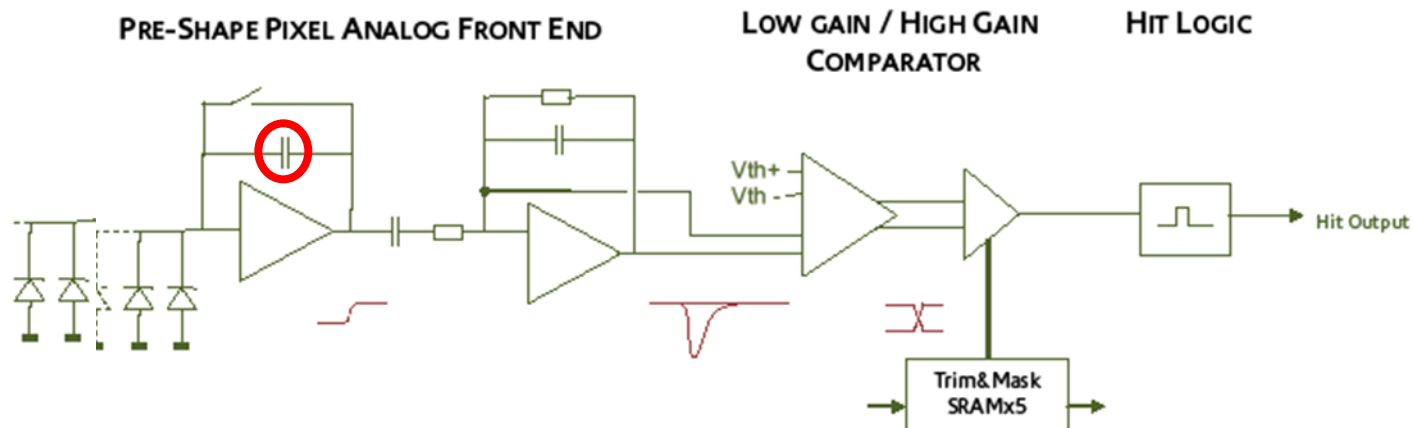 PRE-SHAPE PIXEL ANALOG FRONT END
LOW GAIN / HIGH GAIN
COMPARATOR
HIT LOGIC
Vth+
Vth -
Hit Output
Trim&Mask
SRAMx5